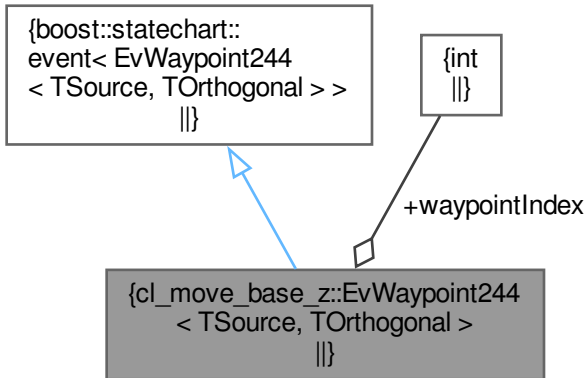 {boost::statechart::
event< EvWaypoint244
< TSource, TOrthogonal > >
||}
{int
||}
+waypointIndex
{cl_move_base_z::EvWaypoint244
< TSource, TOrthogonal >
||}